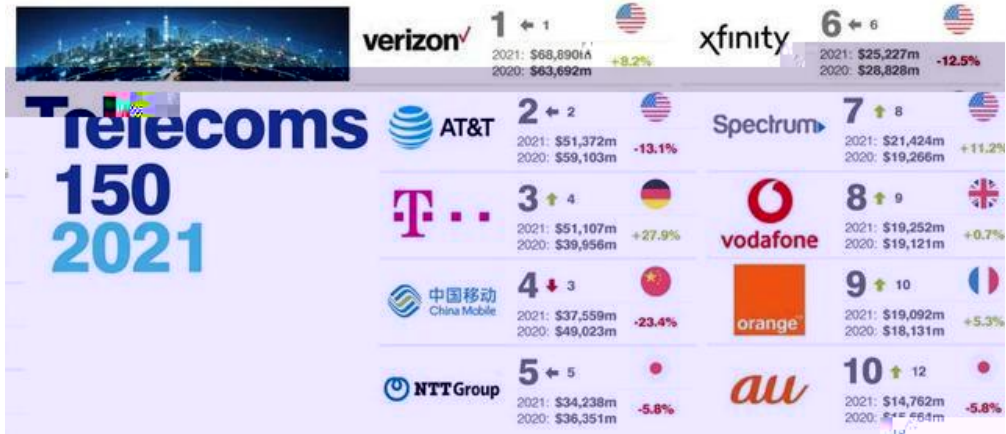 Telecoms
150
2021
verizon
1 1
2021: $68,890m
2020: $63,692m
+8.2%
AT&T
2 2
2021: $51,372m
2020: $59,103m
-13.1%
T
3 4
2021: $51,107m
2020: $39,956m
+27.9%
中国移动
China Mobile
4 3
2021: $37,559m
2020: $49,023m
-23.4%
NTT Group
5 5
2021: $34,238m
2020: $36,351m
-5.8%
xfinity
6 6
2021: $25,227m
2020: $28,828m
-12.5%
Spectrum
7 8
2021: $21,424m
2020: $19,266m
+11.2%
vodafone
8 9
2021: $19,252m
2020: $19,121m
+0.7%
orange
9 10
2021: $19,092m
2020: $18,131m
+5.3%
au
10 12
2021: $14,762m
2020:
-5.8%